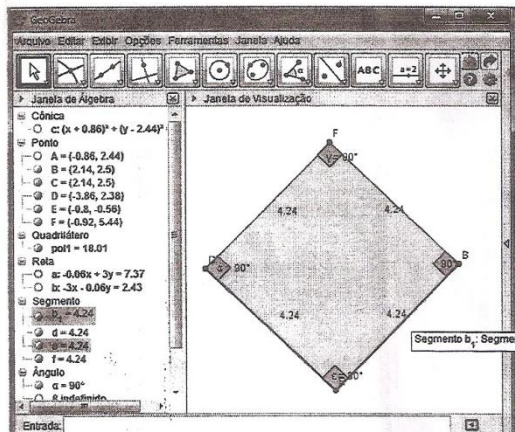 GeoGebra
Arquivo Editar Exibir Opções Ferramentas Janela Ajuda
ABC
a=2
Janela de Álgebra
Janela de Visualização
Cônica
c: (x + 0.86)² + (y - 2.44)²
Ponto
A = (-0.86, 2.44)
B = (2.14, 2.5)
C = (2.14, 2.5)
D = (-3.86, 2.38)
E = (-0.8, -0.56)
F = (-0.92, 5.44)
Quadrilátero
pol1 = 18.01
Reta
a: -0.06x + 3y = 7.37
b: -3x - 0.06y = 2.43
Segmento
b₁ = 4.24
d = 4.24
e = 4.24
f = 4.24
Ângulo
α = 90°
β indefinido
Entrada:
F
γ = 90°
4.24
4.24
D
90°
90°
B
4.24
4.24
ε = 90°
E
Segmento b₁: Segme